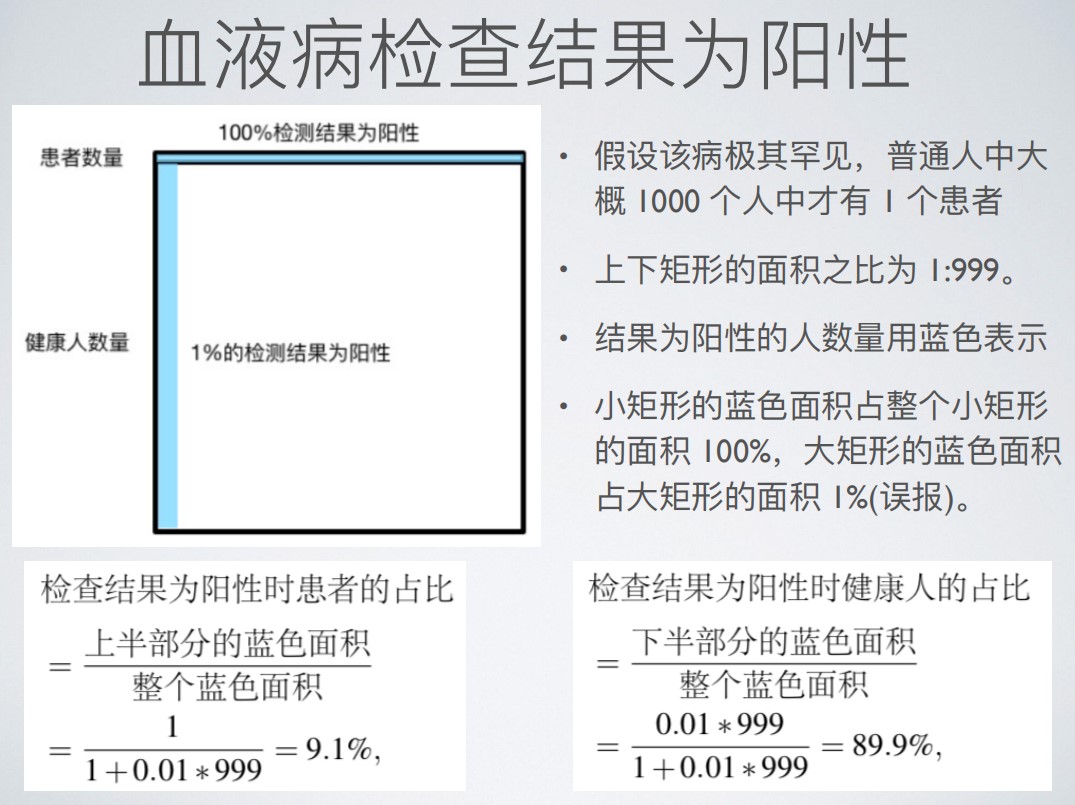 血液病检查结果为阳性
100%检测结果为阳性
患者数量
健康人数量
1%的检测结果为阳性
• 假设该病极其罕见，普通人中大
概 1000 个人中才有 1 个患者
• 上下矩形的面积之比为 1:999。
• 结果为阳性的人数量用蓝色表示
• 小矩形的蓝色面积占整个小矩形
的面积 100%，大矩形的蓝色面积
占大矩形的面积 1%(误报)。
检查结果为阳性时患者的占比
= 上半部分的蓝色面积
整个蓝色面积
= 1
1+0.01*999 = 9.1%,
检查结果为阳性时健康人的占比
= 下半部分的蓝色面积
整个蓝色面积
= 0.01*999
1+0.01*999 = 89.9%,